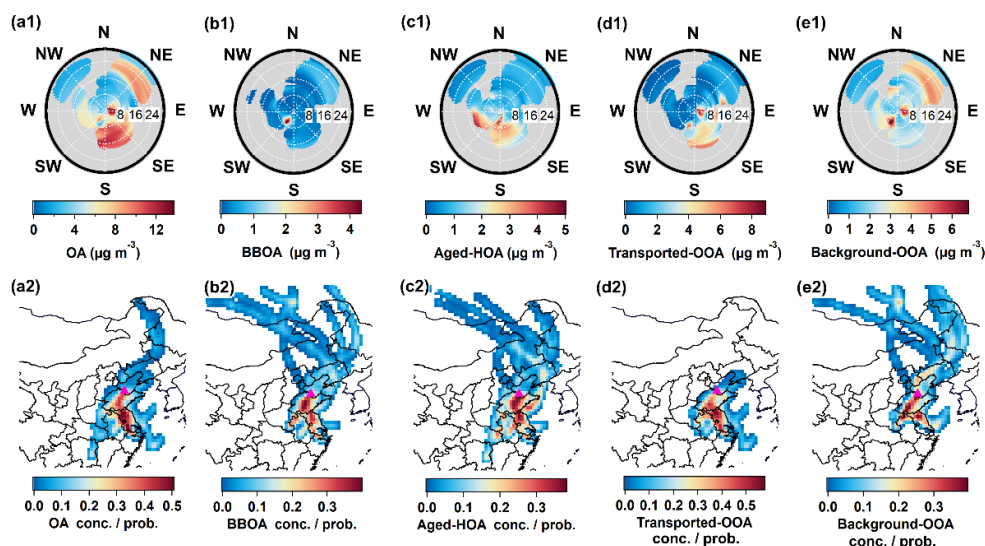 (a1) (b1) (c1) (d1) (e1)
N N N N N
NW NE NW NE NW NE NW NE NW NE
W 8 16 24 E W 8 16 24 E W 8 16 24 E W 8 16 24 E W 8 16 24 E
SW SE SW SE SW SE SW SE SW SE
S S S S S
0 4 8 12 0 1 2 3 4 0 1 2 3 4 5 0 2 4 6 8 0 1 2 3 4 5 6
OA (µg m⁻³) BBOA (µg m⁻³) Aged-HOA (µg m⁻³) Transported-OOA (µg m⁻³) Background-OOA (µg m⁻³)
(a2) (b2) (c2) (d2) (e2)
0.0 0.1 0.2 0.3 0.4 0.5 0.0 0.1 0.2 0.3 0.0 0.1 0.2 0.3 0.0 0.1 0.2 0.3 0.4 0.5 0.0 0.1 0.2 0.3
OA conc. / prob. BBOA conc. / prob. Aged-HOA conc. / prob. Transported-OOA Background-OOA
conc. / prob. conc. / prob.